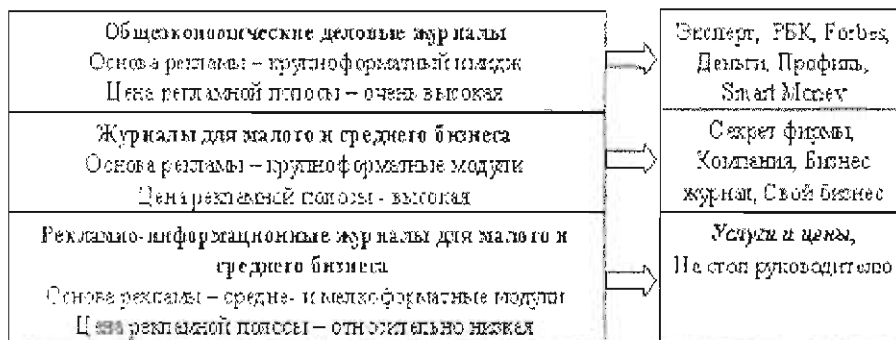 Общеэкономические деловые журналы
Основа рекламы – крупноформатный имидж
Цена рекламной полосы – очень высокая
Эксперт, РБК, Forbes,
Деньги, Профиль,
Smart Money
Журналы для малого и среднего бизнеса
Основа рекламы – крупноформатные модули
Цена рекламной полосы - высокая
Секрет фирмы,
Компания, Бизнес
журнал, Свой бизнес
Рекламно-информационные журналы для малого и
среднего бизнеса
Основа рекламы – средне- и мелкоформатные модули
Цена рекламной полосы – относительно низкая
Услуги и цены,
На стол руководителю